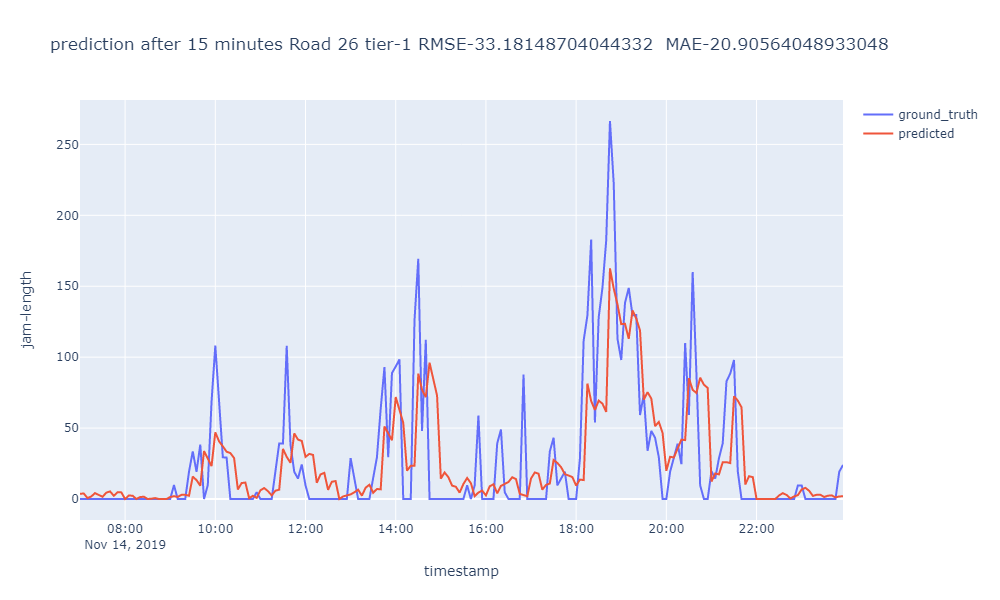 prediction after 15 minutes Road 26 tier-1 RMSE-33.18148704044332  MAE-20.90564048933048
ground_truth
predicted
250
200
150
100
50
0
jam-length
08:00 10:00 12:00 14:00 16:00 18:00 20:00 22:00
Nov 14, 2019
timestamp